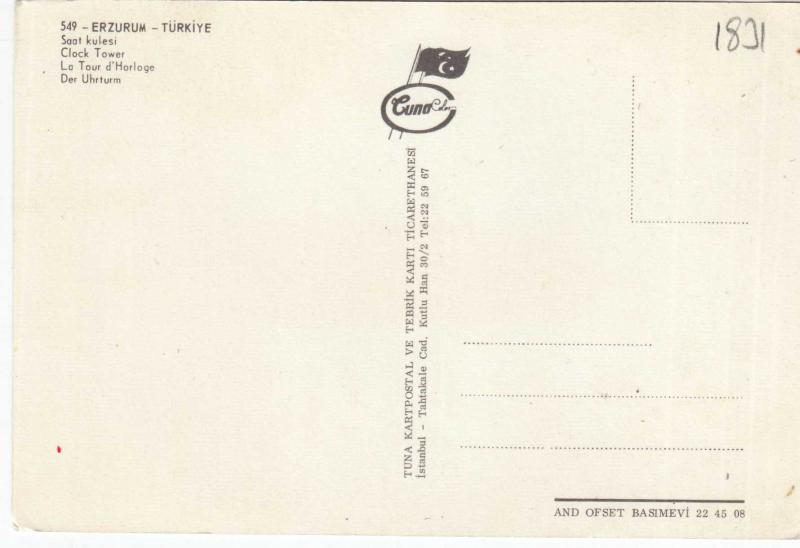 549 - ERZURUM - TÜRKİYE
Saat kulesi
Clock Tower
La Tour d'Horloge
Der Uhrturm
1891
Tuna Color
TUNA KARTPOSTAL VE TEBRİK KARTI TİCARETHANESİ
İstanbul - Tahtakale Cad. Kutlu Han 30/2 Tel:22 59 67
AND OFSET BASIMEVİ 22 45 08